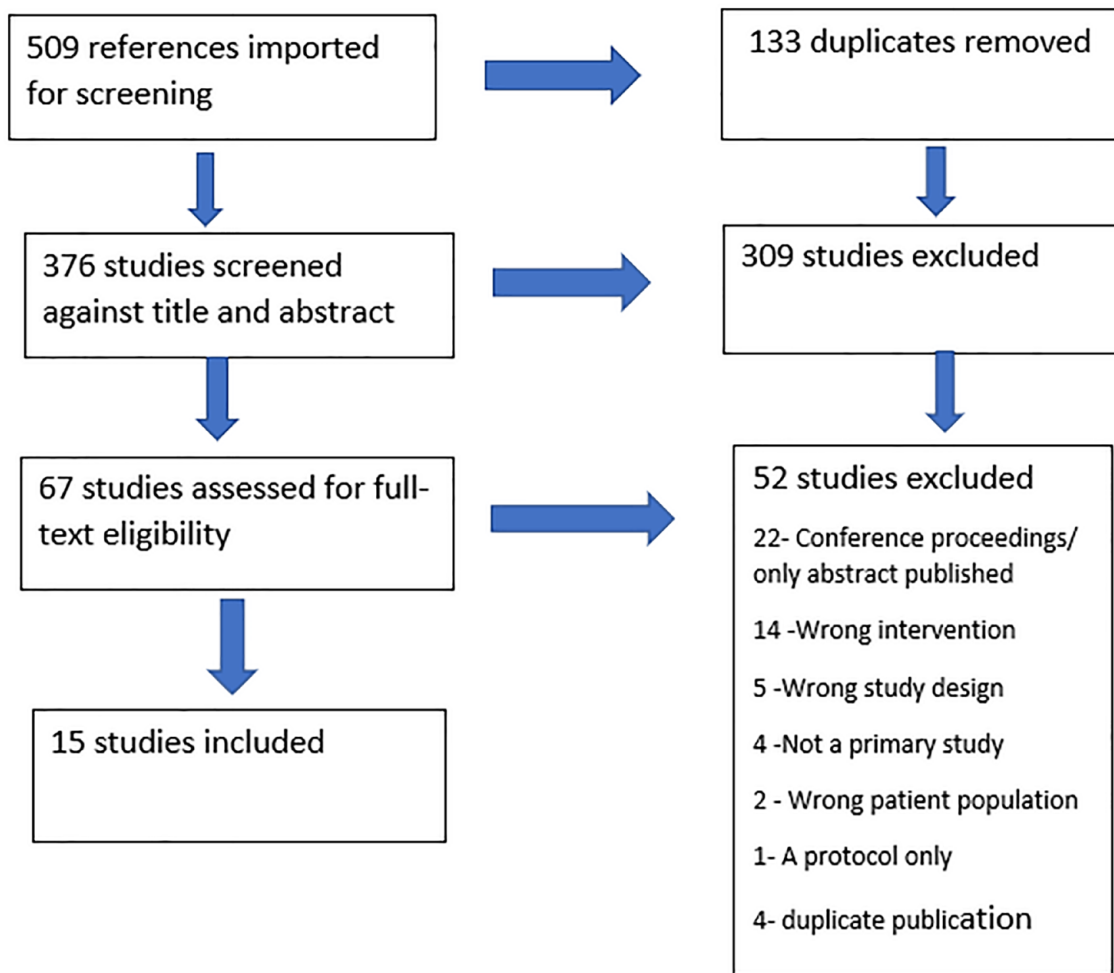 509 references imported
for screening
133 duplicates removed
376 studies screened
against title and abstract
309 studies excluded
67 studies assessed for full-
text eligibility
52 studies excluded
22- Conference proceedings/
only abstract published
14 -Wrong intervention
5 -Wrong study design
4 -Not a primary study
2 - Wrong patient population
1- A protocol only
4- duplicate publication
15 studies included